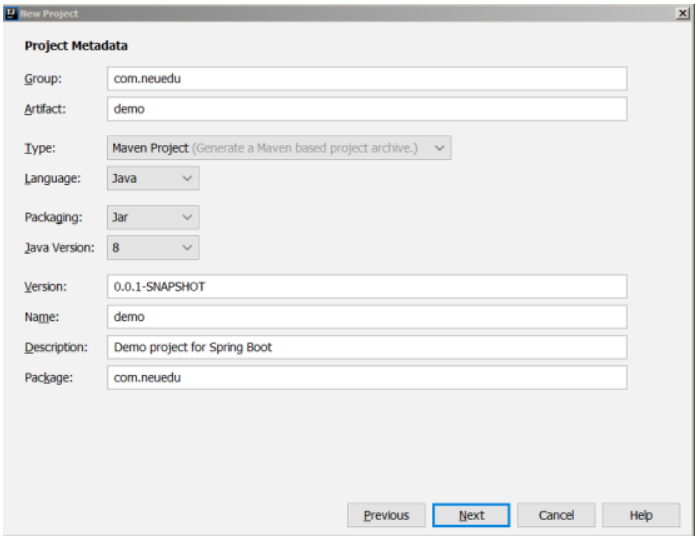 New Project
Project Metadata
Group: com.neuedu
Artifact: demo
Type: Maven Project (Generate a Maven based project archive.)
Language: Java
Packaging: Jar
Java Version: 8
Version: 0.0.1-SNAPSHOT
Name: demo
Description: Demo project for Spring Boot
Package: com.neuedu
Previous Next Cancel Help